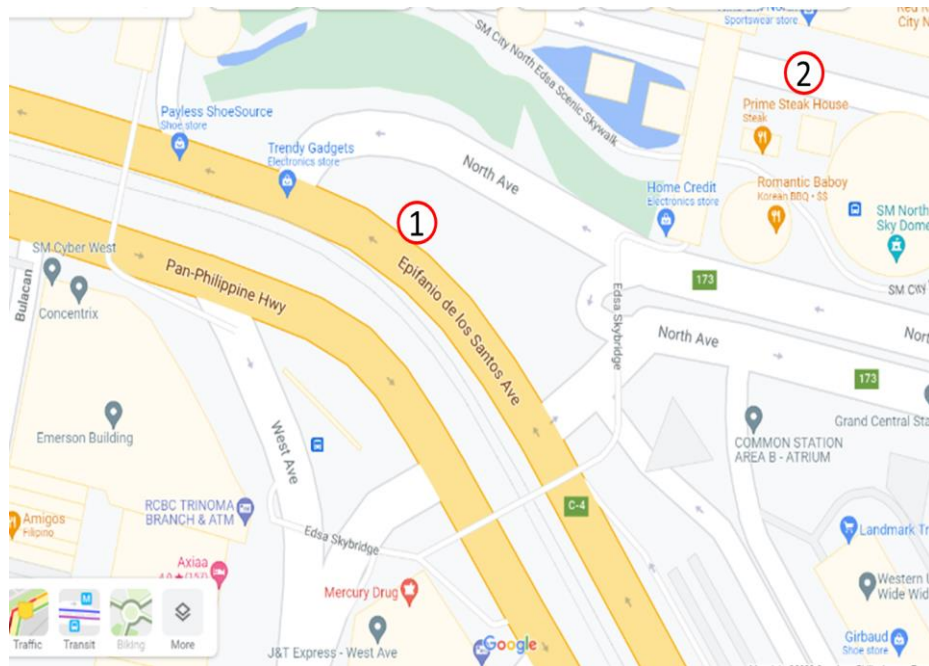 Sportswear store
City N
2
SM City North Edsa Scenic Skywalk
Prime Steak House
Steak
Payless ShoeSource
Shoe store
Trendy Gadgets
Electronics store
North Ave
Home Credit
Electronics store
Romantic Baboy
Korean BBQ • $$
SM North
Sky Dome
1
SM Cyber West
Concentrix
Bulacan
Pan-Philippine Hwy
Epifanio de los Santos Ave
Edsa Skybridge
173
SM City
North Ave
Nort
173
Emerson Building
West Ave
Grand Central Sta
COMMON STATION
AREA B - ATRIUM
RCBC TRINOMA
BRANCH & ATM
C-4
Amigos
Filipino
Edsa Skybridge
Landmark Tr
Axiaa
Mercury Drug
Western U
Wide Wid
M
Traffic
Transit
Biking
More
J&T Express - West Ave
Google
Girbaud
Shoe store